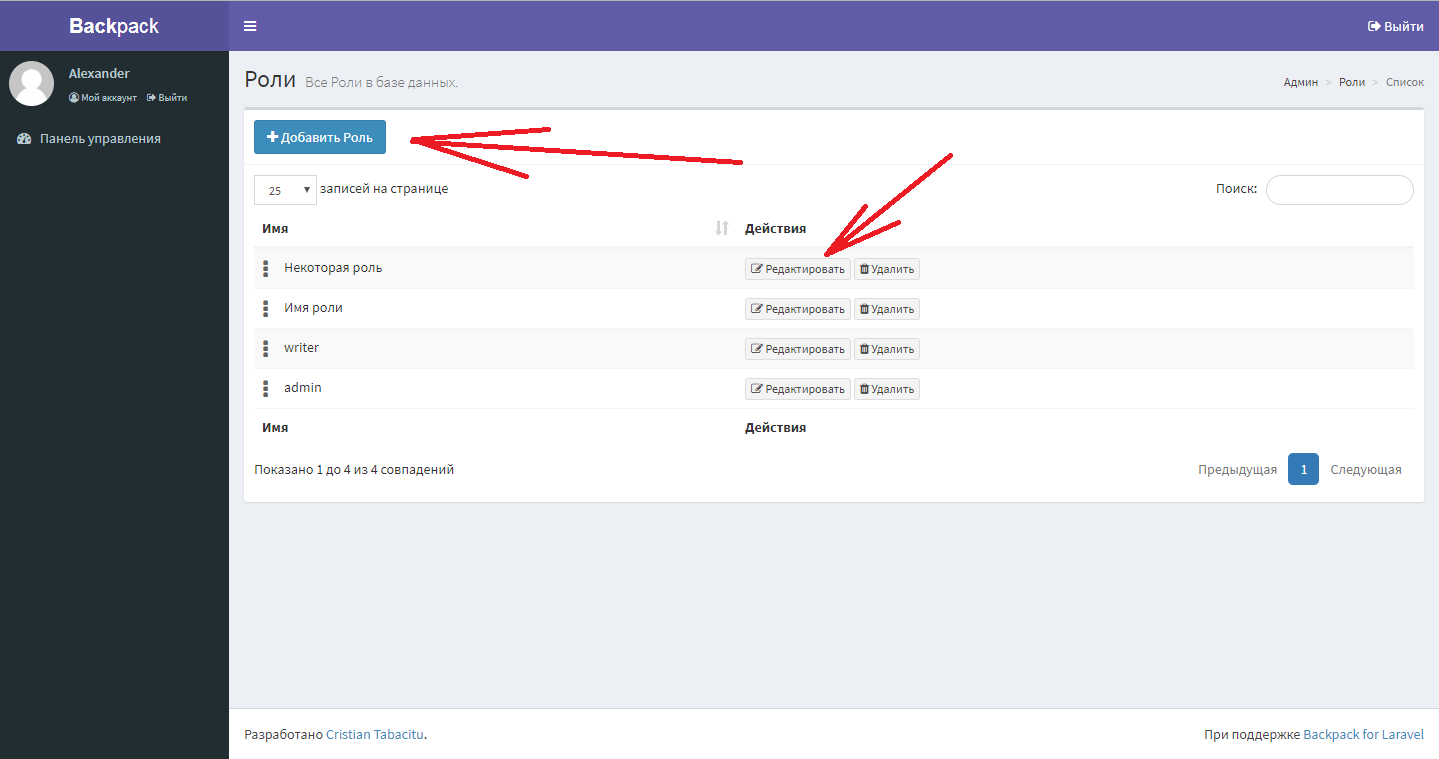 Backpack
Выйти
Alexander
Мой аккаунт Выйти
Панель управления
Роли Все Роли в базе данных.
Админ > Роли > Список
Добавить Роль
25 записей на странице
Поиск:
Имя Действия
Некоторая роль Редактировать Удалить
Имя роли Редактировать Удалить
writer Редактировать Удалить
admin Редактировать Удалить
Имя Действия
Показано 1 до 4 из 4 совпадений
Предыдущая 1 Следующая
Разработано Cristian Tabacitu.
При поддержке Backpack for Laravel